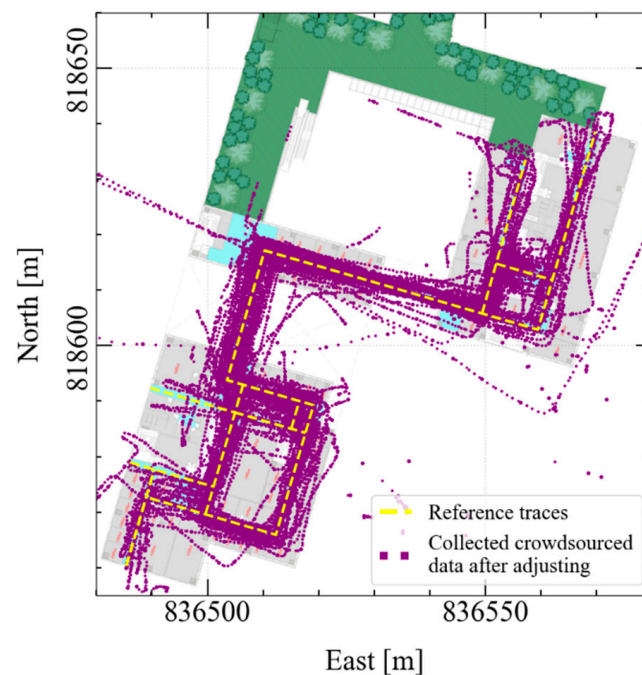 818650
818600
North [m]
Reference traces
Collected crowdsourced
data after adjusting
836500
836550
East [m]